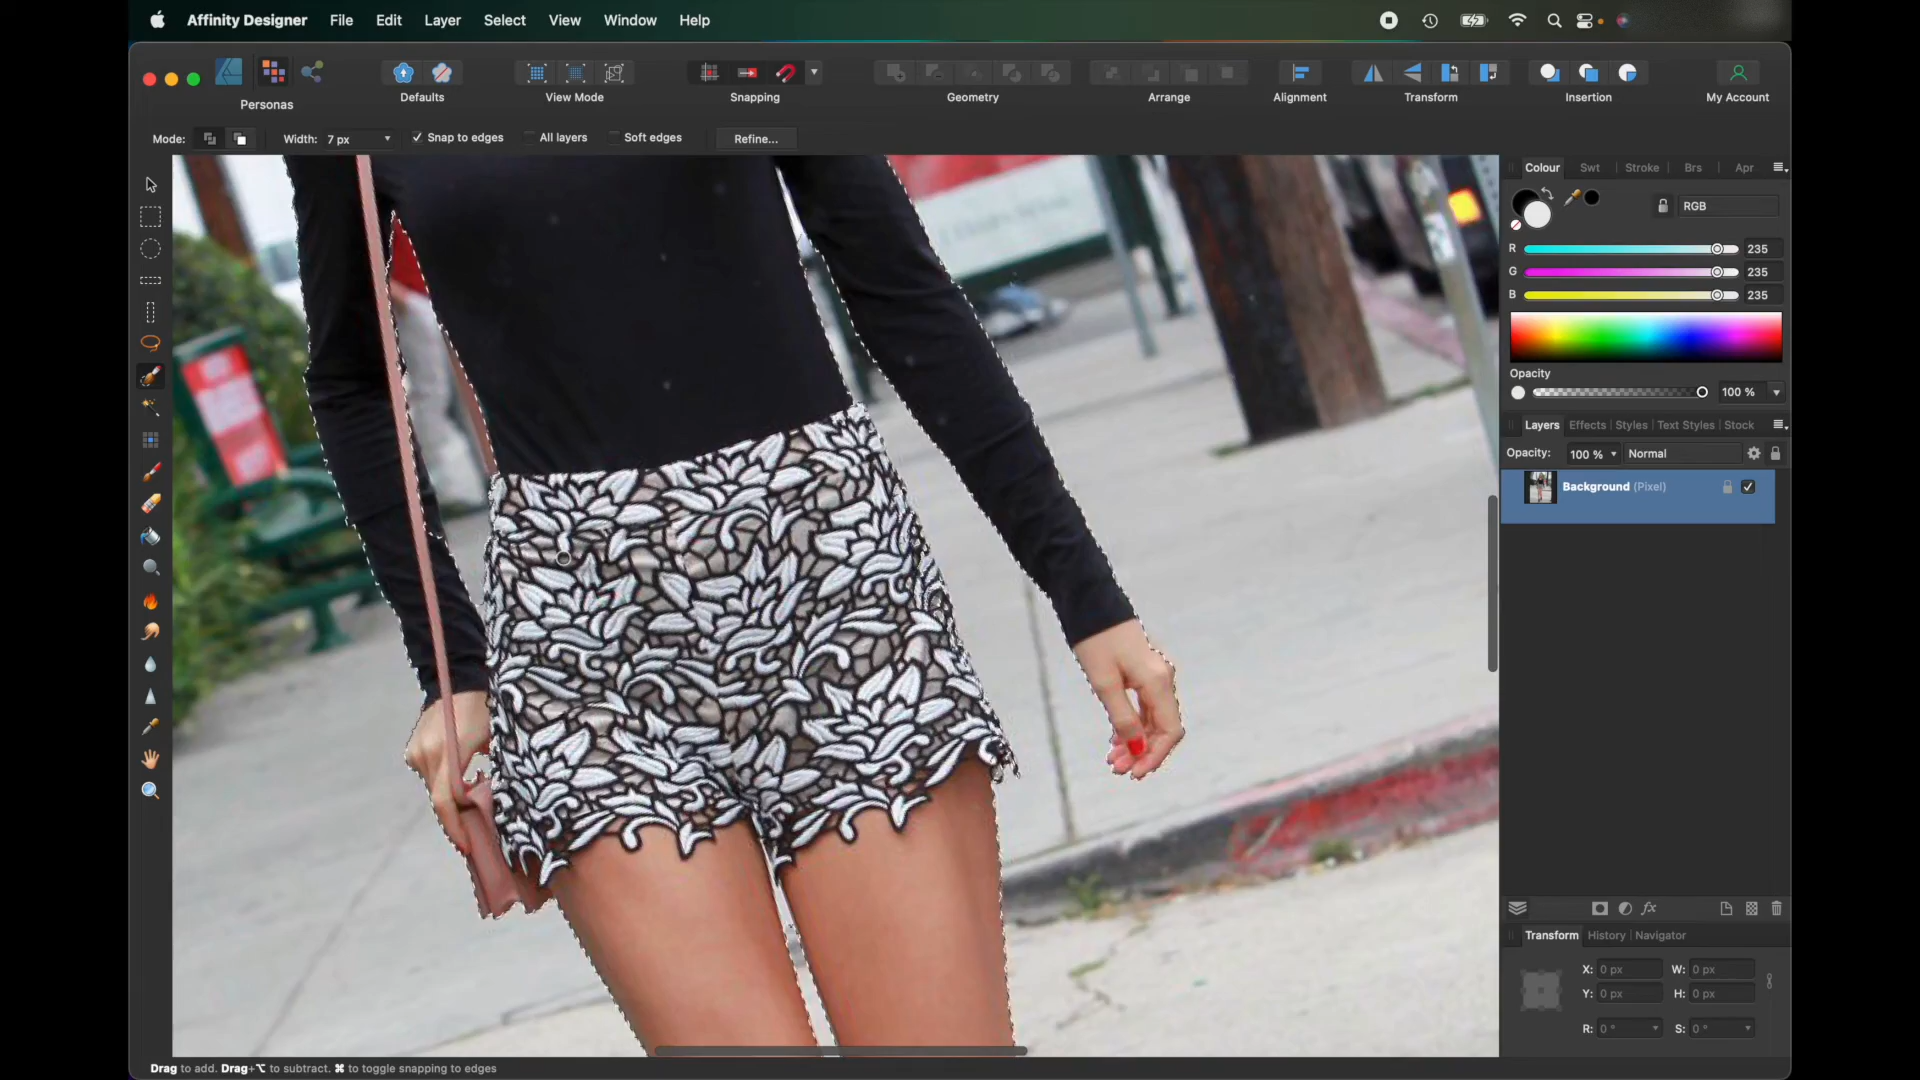 Affinity Designer File Edit Layer Select View Window Help
Personas Defaults View Mode Snapping Geometry Arrange Alignment Transform Insertion My Account
Mode: Width: 7 px Snap to edges All layers Soft edges Refine...
Colour Swt Stroke Brs Apr
RGB
R 235
G 235
B 235
Opacity
100 %
Layers Effects Styles Text Styles Stock
Opacity: 100 % Normal
Background (Pixel)
fx
Transform History Navigator
X: 0 px W: 0 px
Y: 0 px H: 0 px
R: 0 ° S: 0 °
Drag to add. Drag+⌥ to subtract. ⌘ to toggle snapping to edges